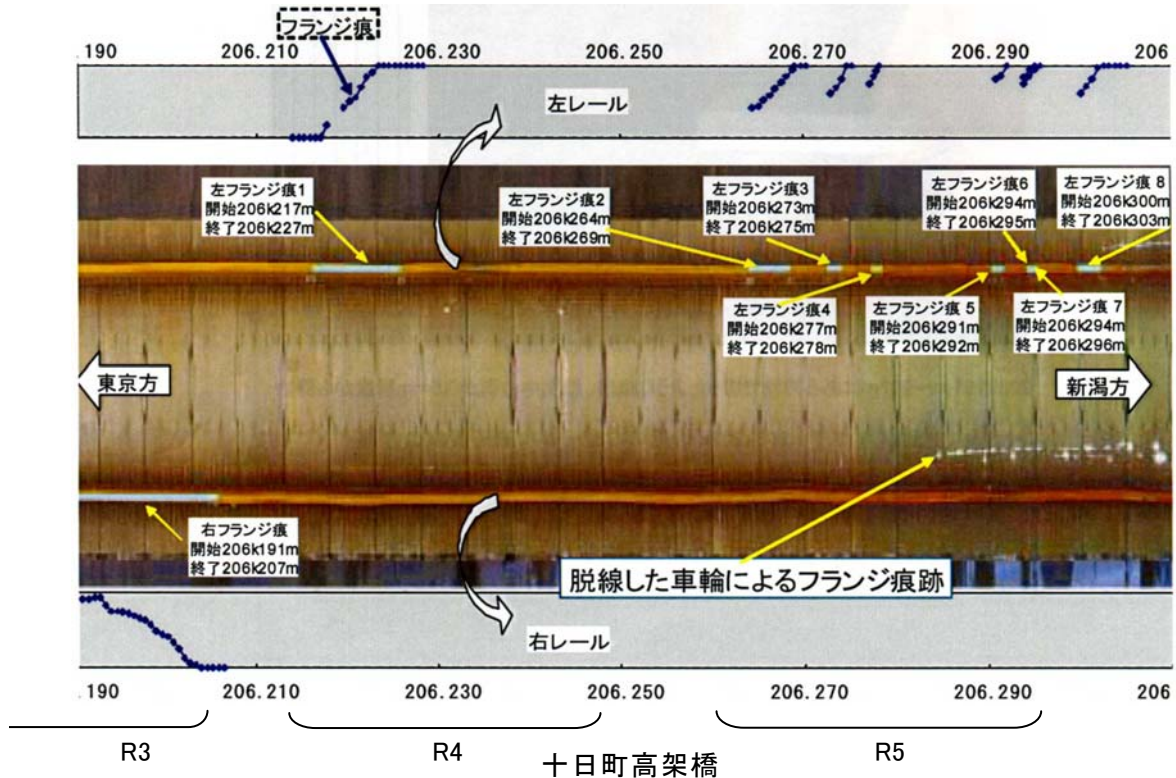 フランジ痕
.190 206.210 206.230 206.250 206.270 206.290 206
左レール
左フランジ痕1
開始206k217m
終了206k227m
左フランジ痕2
開始206k264m
終了206k269m
左フランジ痕3
開始206k273m
終了206k275m
左フランジ痕6
開始206k294m
終了206k295m
左フランジ痕 8
開始206k300m
終了206k303m
左フランジ痕4
開始206k277m
終了206k278m
左フランジ痕 5
開始206k291m
終了206k292m
左フランジ痕 7
開始206k294m
終了206k296m
東京方
新潟方
右フランジ痕
開始206k191m
終了206k207m
脱線した車輪によるフランジ痕跡
右レール
.190 206.210 206.230 206.250 206.270 206.290 206
R3 R4 R5
十日町高架橋